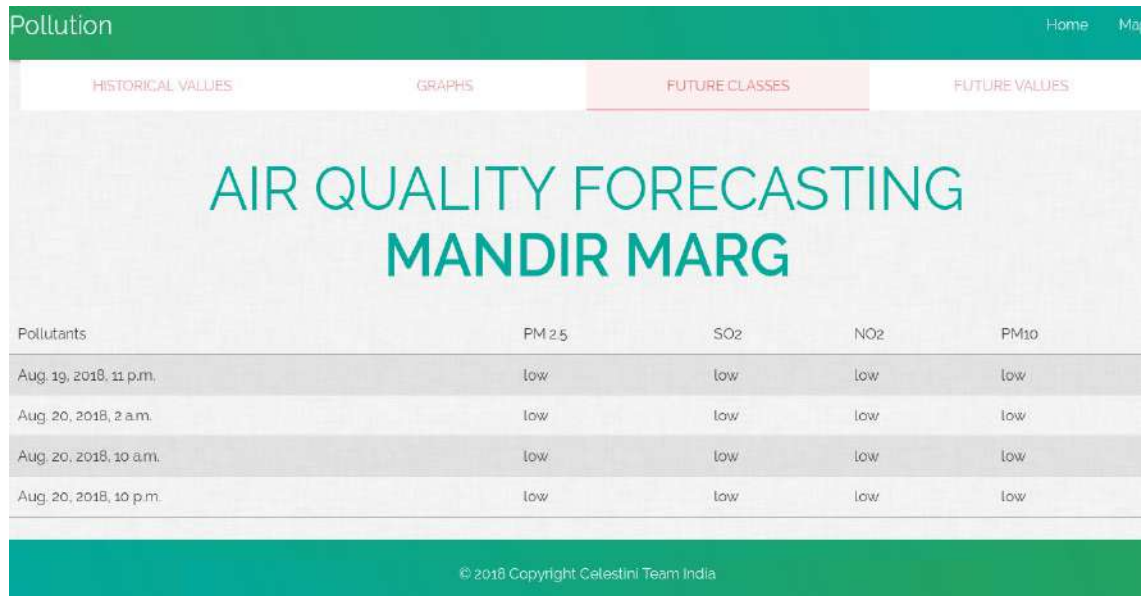 Pollution Home
HISTORICAL VALUES GRAPHS FUTURE CLASSES FUTURE VALUES
AIR QUALITY FORECASTING
MANDIR MARG
Pollutants PM 2.5 SO2 NO2 PM10
Aug. 19, 2018, 11 p.m. low low low low
Aug. 20, 2018, 2 a.m. low low low low
Aug. 20, 2018, 10 a.m. low low low low
Aug. 20, 2018, 10 p.m. low low low low
© 2018 Copyright Celestini Team India